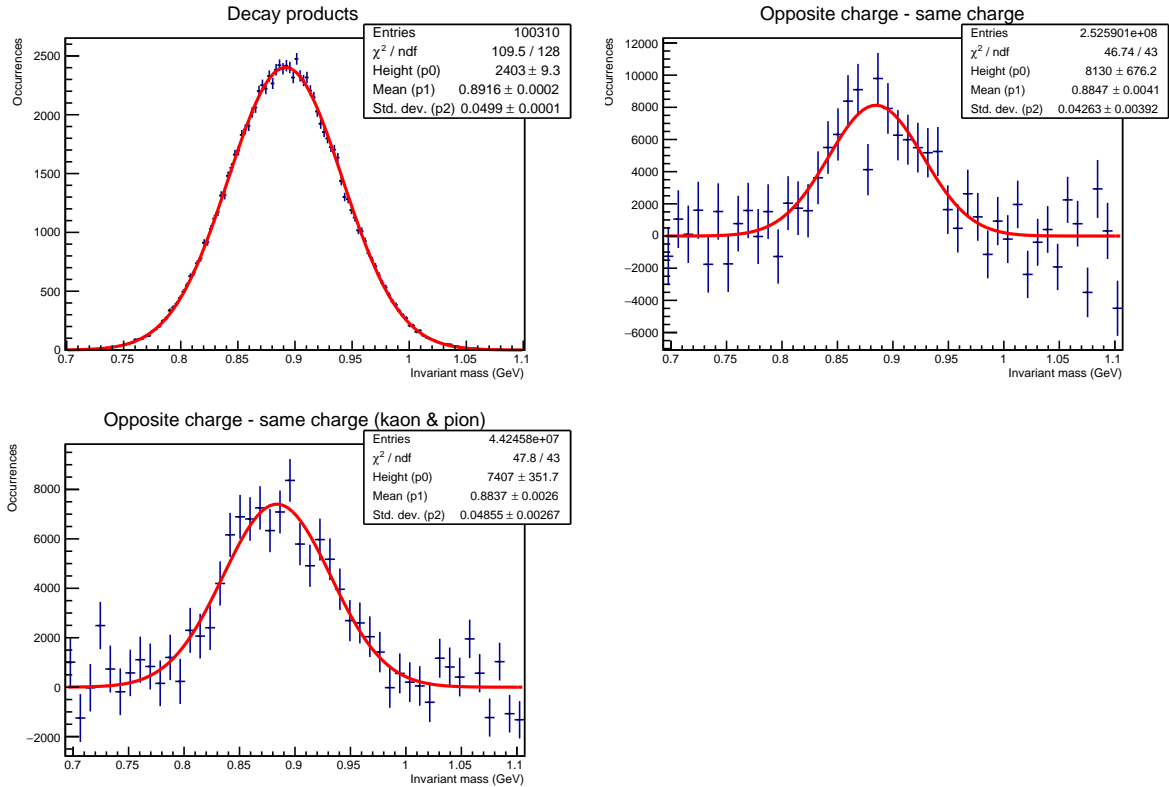 Decay products
Entries 100310
χ² / ndf 109.5 / 128
Height (p0) 2403 ± 9.3
Mean (p1) 0.8916 ± 0.0002
Std. dev. (p2) 0.0499 ± 0.0001
Occurrences
2500
2000
1500
1000
500
0
0.7 0.75 0.8 0.85 0.9 0.95 1 1.05 1.1
Invariant mass (GeV)
Opposite charge - same charge
Entries 2.525901e+08
χ² / ndf 46.74 / 43
Height (p0) 8130 ± 676.2
Mean (p1) 0.8847 ± 0.0041
Std. dev. (p2) 0.04263 ± 0.00392
Occurrences
12000
10000
8000
6000
4000
2000
0
−2000
−4000
−6000
0.7 0.75 0.8 0.85 0.9 0.95 1 1.05 1.1
Invariant mass (GeV)
Opposite charge - same charge (kaon & pion)
Entries 4.42458e+07
χ² / ndf 47.8 / 43
Height (p0) 7407 ± 351.7
Mean (p1) 0.8837 ± 0.0026
Std. dev. (p2) 0.04855 ± 0.00267
Occurrences
8000
6000
4000
2000
0
−2000
0.7 0.75 0.8 0.85 0.9 0.95 1 1.05 1.1
Invariant mass (GeV)